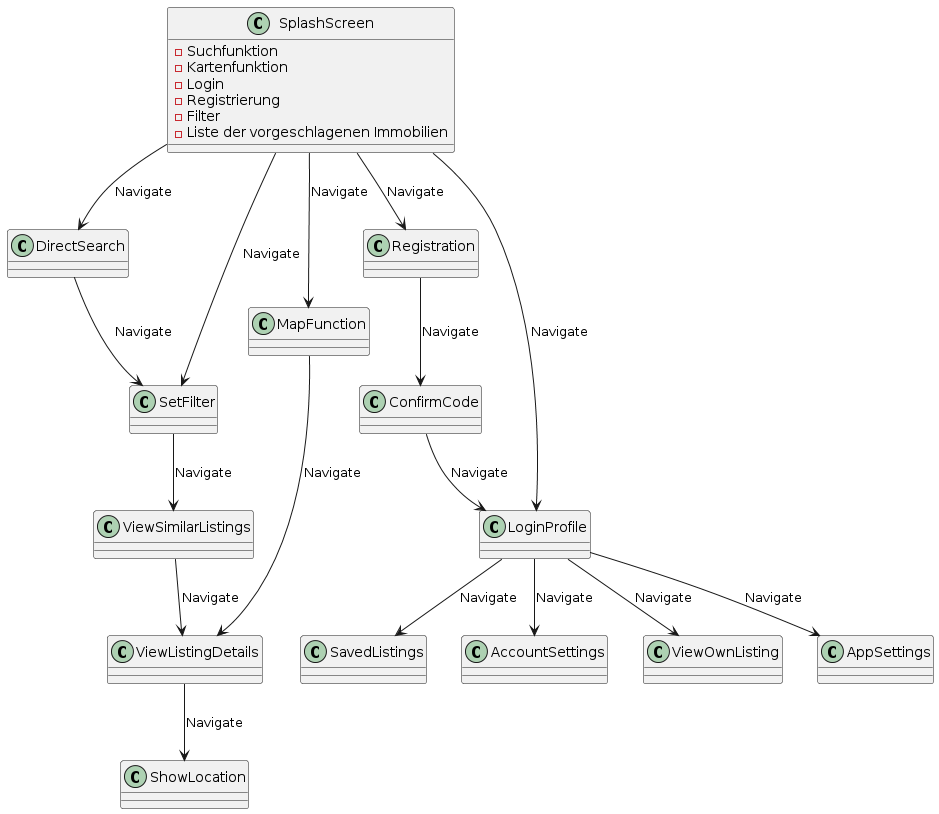 C SplashScreen
Suchfunktion
Kartenfunktion
Login
Registrierung
Filter
Liste der vorgeschlagenen Immobilien
Navigate
Navigate
Navigate
C DirectSearch
C Registration
Navigate
C MapFunction
Navigate
Navigate
Navigate
C SetFilter
C ConfirmCode
Navigate
Navigate
Navigate
C ViewSimilarListings
C LoginProfile
Navigate
Navigate
Navigate
Navigate
Navigate
C ViewListingDetails
C SavedListings
C AccountSettings
C ViewOwnListing
C AppSettings
Navigate
C ShowLocation